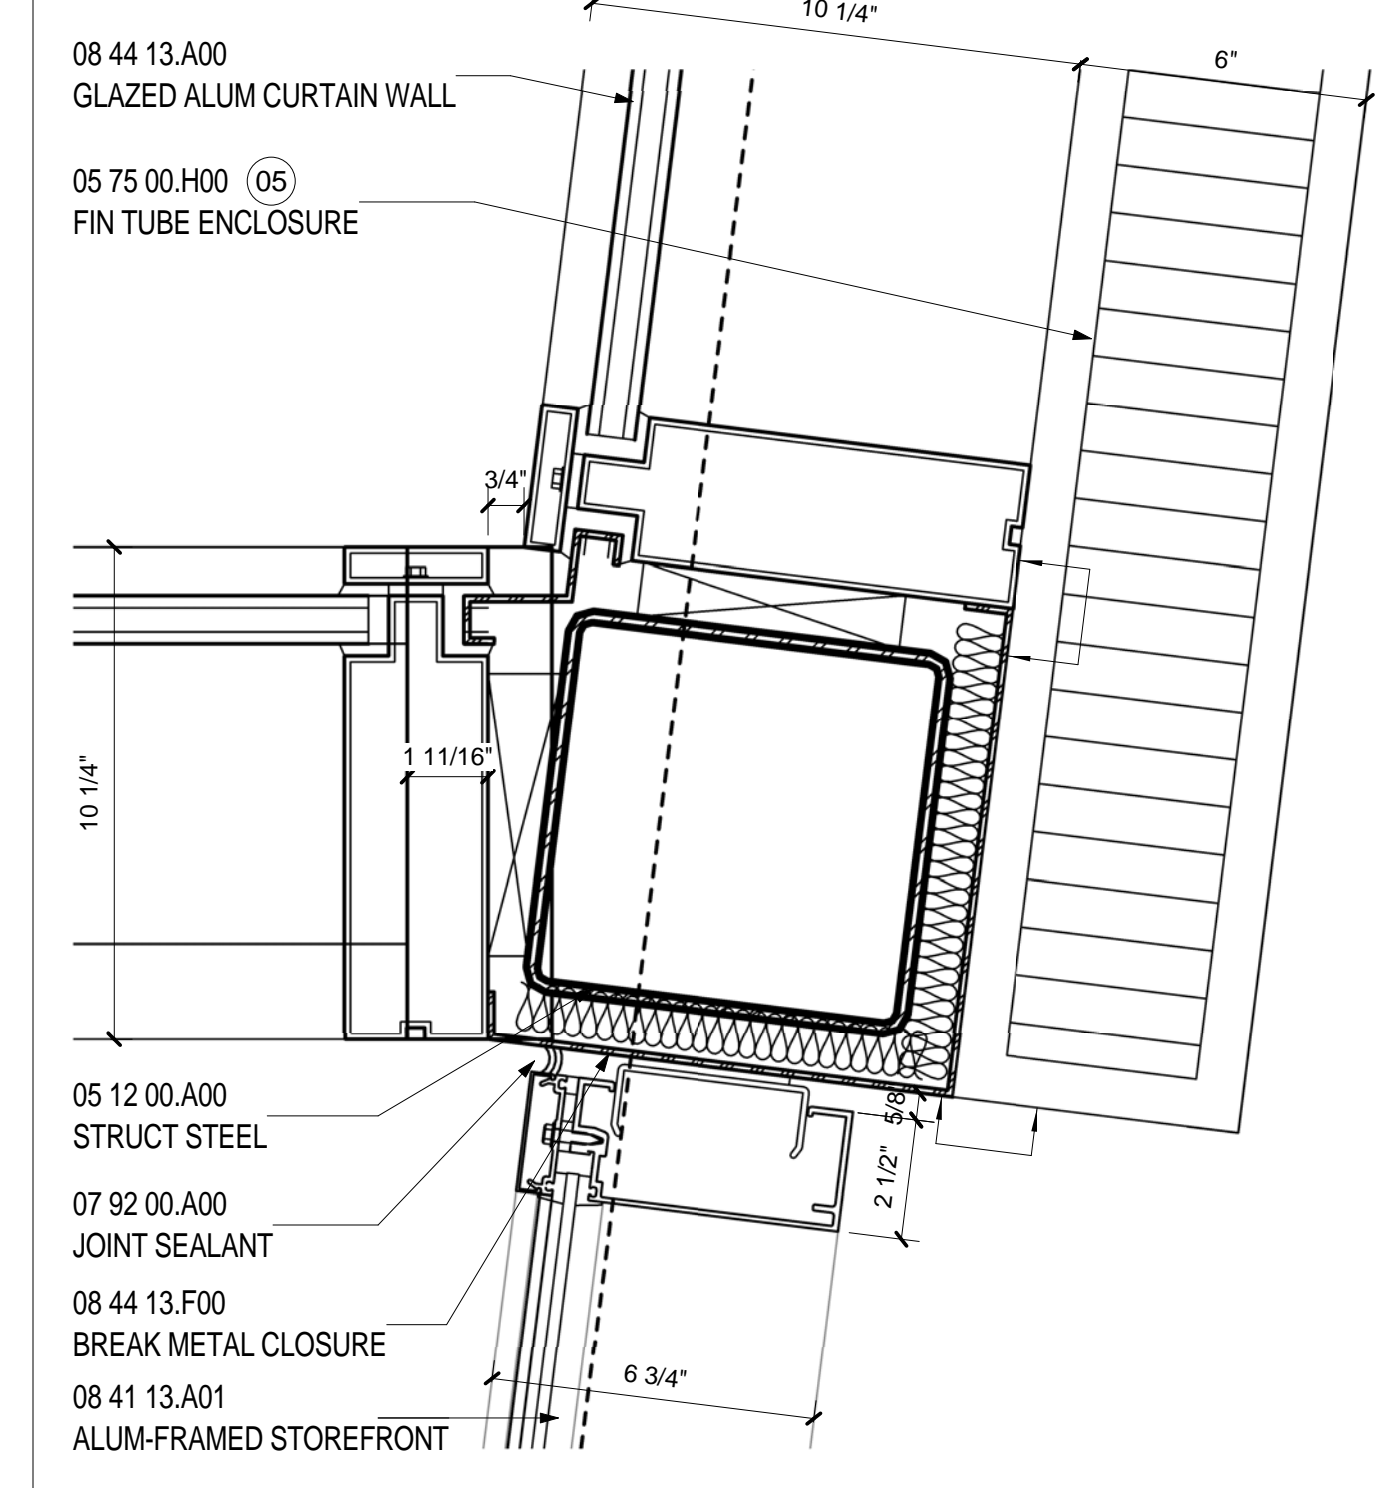 10 1/4"
6"
08 44 13.A00
GLAZED ALUM CURTAIN WALL
05 75 00.H00 05
FIN TUBE ENCLOSURE
3/4"
1 11/16"
10 1/4"
05 12 00.A00
STRUCT STEEL
5/8
2 1/2"
07 92 00.A00
JOINT SEALANT
08 44 13.F00
BREAK METAL CLOSURE
6 3/4"
08 41 13.A01
ALUM-FRAMED STOREFRONT